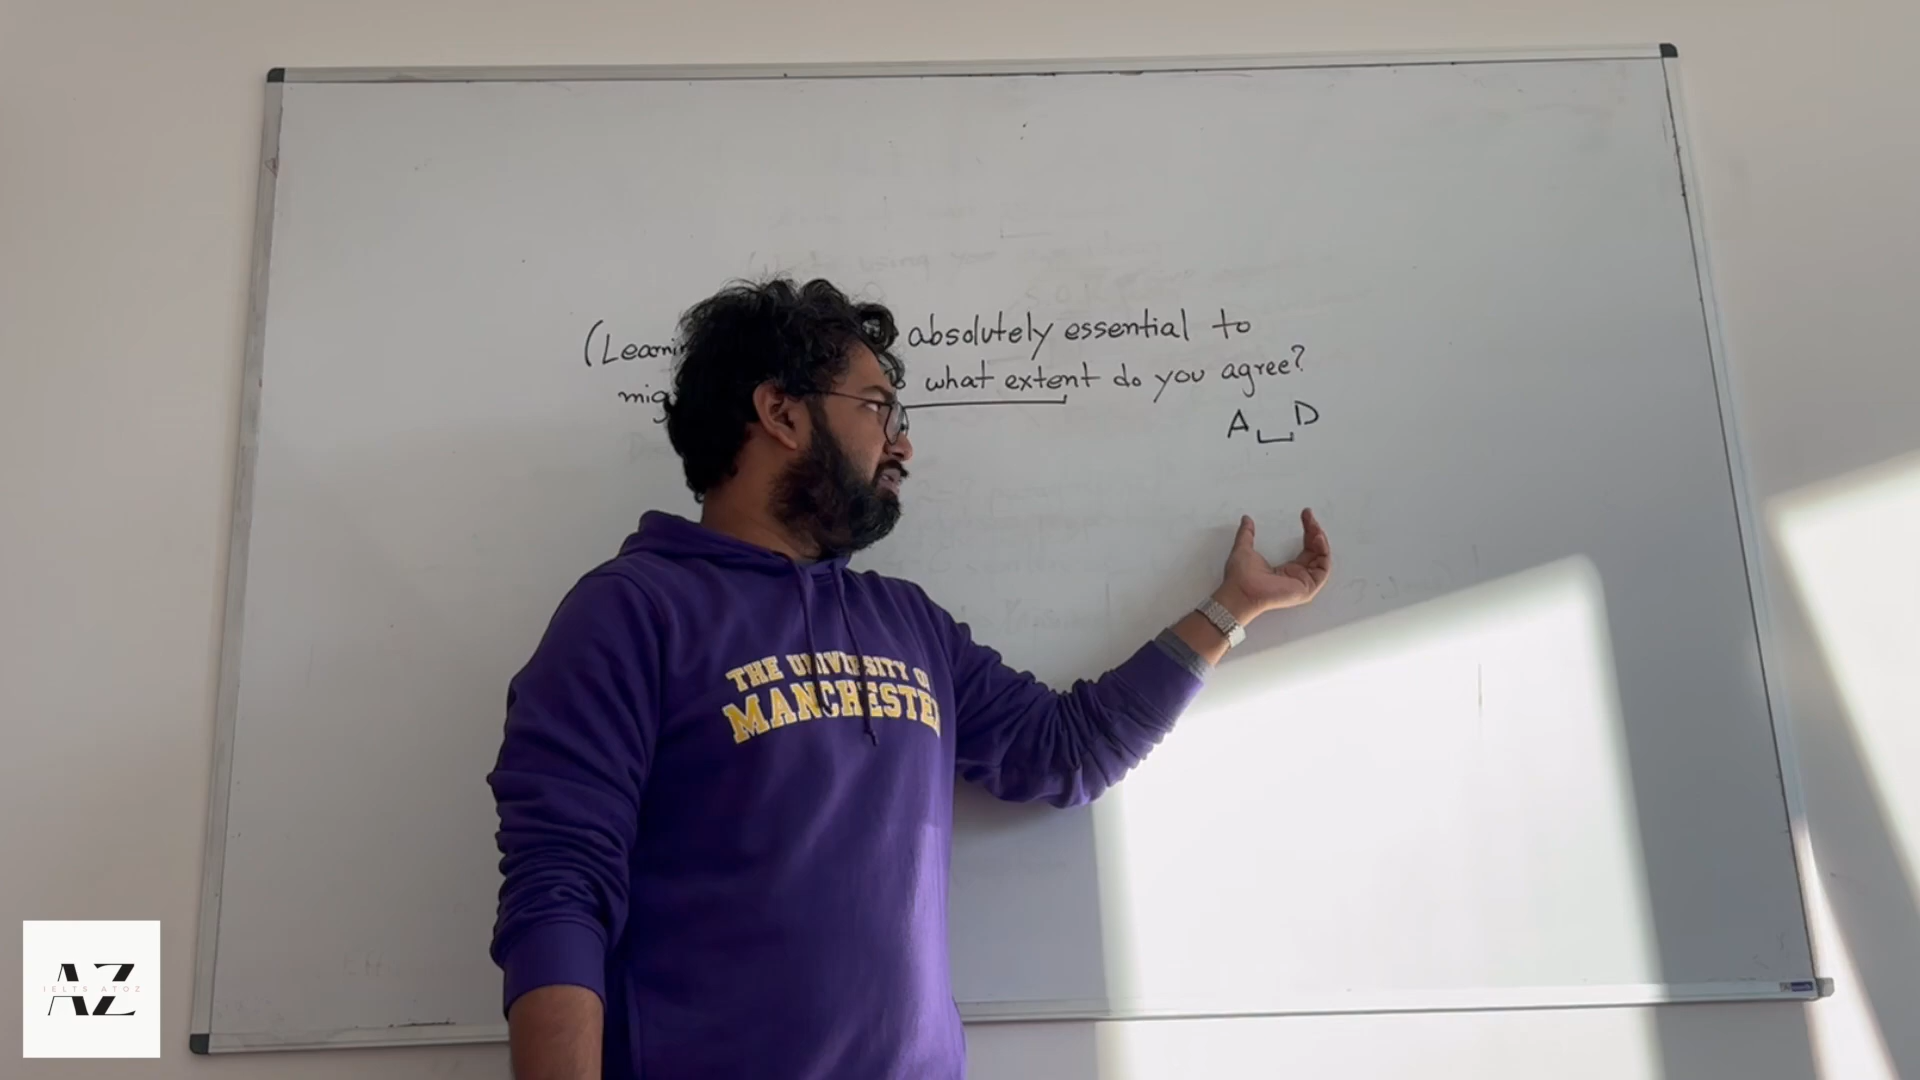 (Learnin absolutely essential to
mig what extent do you agree?
A D
THE UNIVERSITY OF
MANCHESTER
AZ
IELTS ATOZ